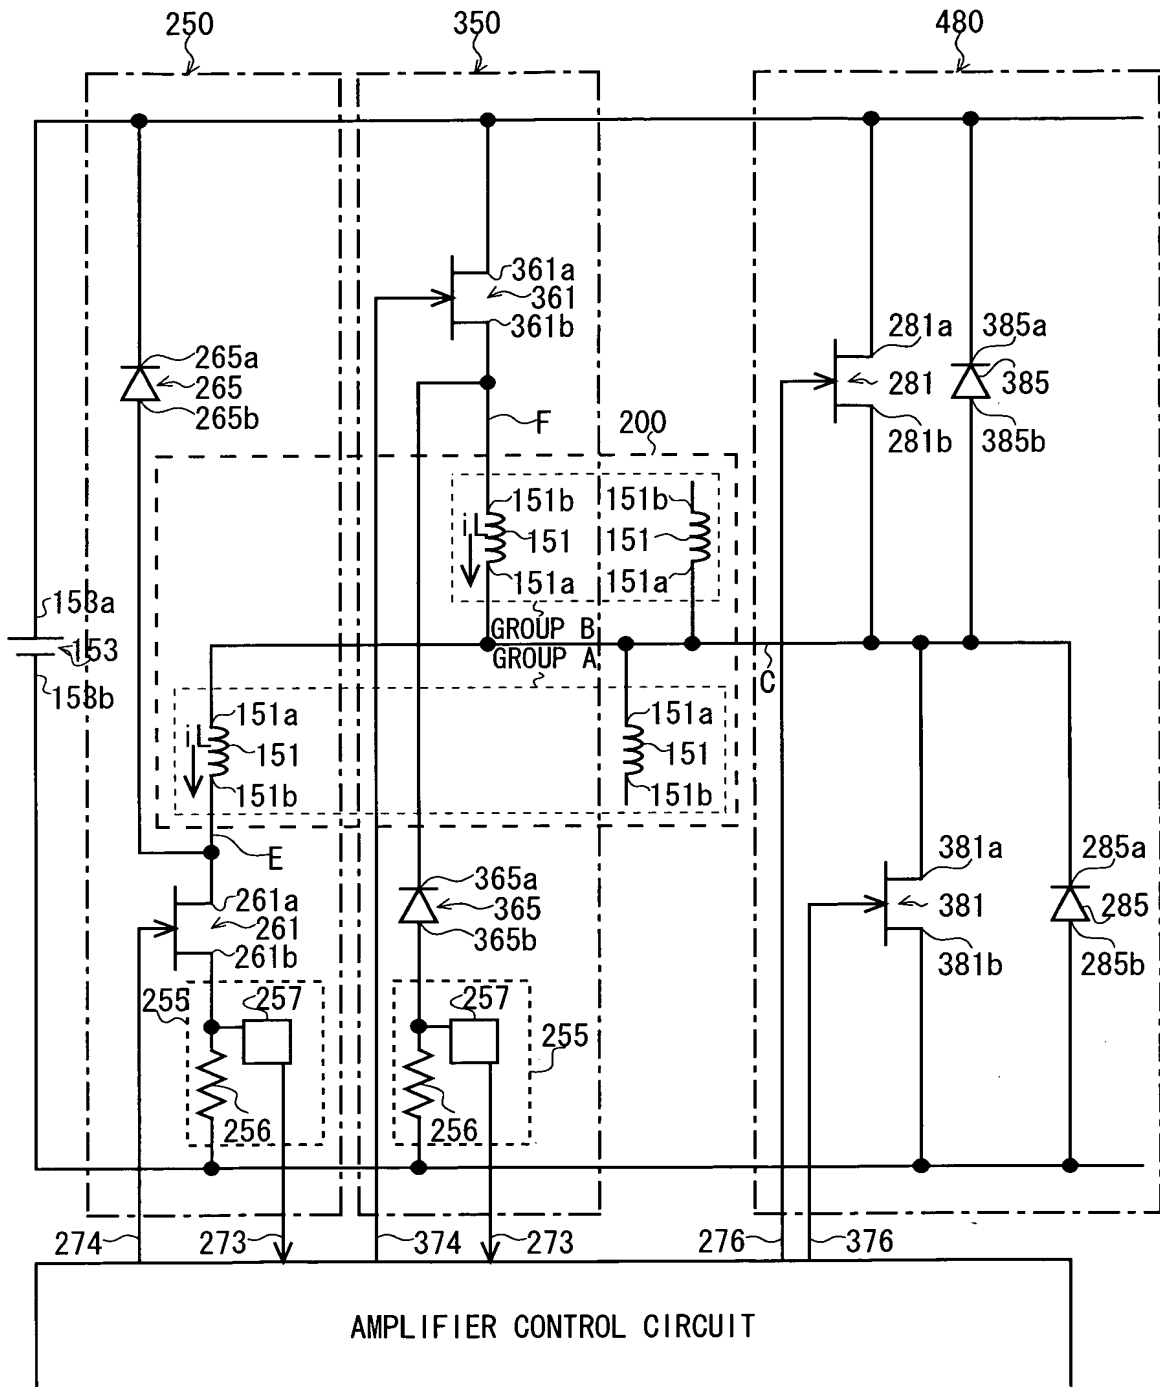 250
350
480
361a
361
361b
281a
281
281b
385a
385
385b
265a
265
265b
F
200
151b
151
151a
iL
151b
151
151a
153a
153
153b
GROUP B
GROUP A
C
151a
151
151b
iL
151a
151
151b
E
261a
261
261b
365a
365
365b
381a
381
381b
285a
285
285b
255
257
256
257
255
256
274
273
374
273
276
376
AMPLIFIER CONTROL CIRCUIT